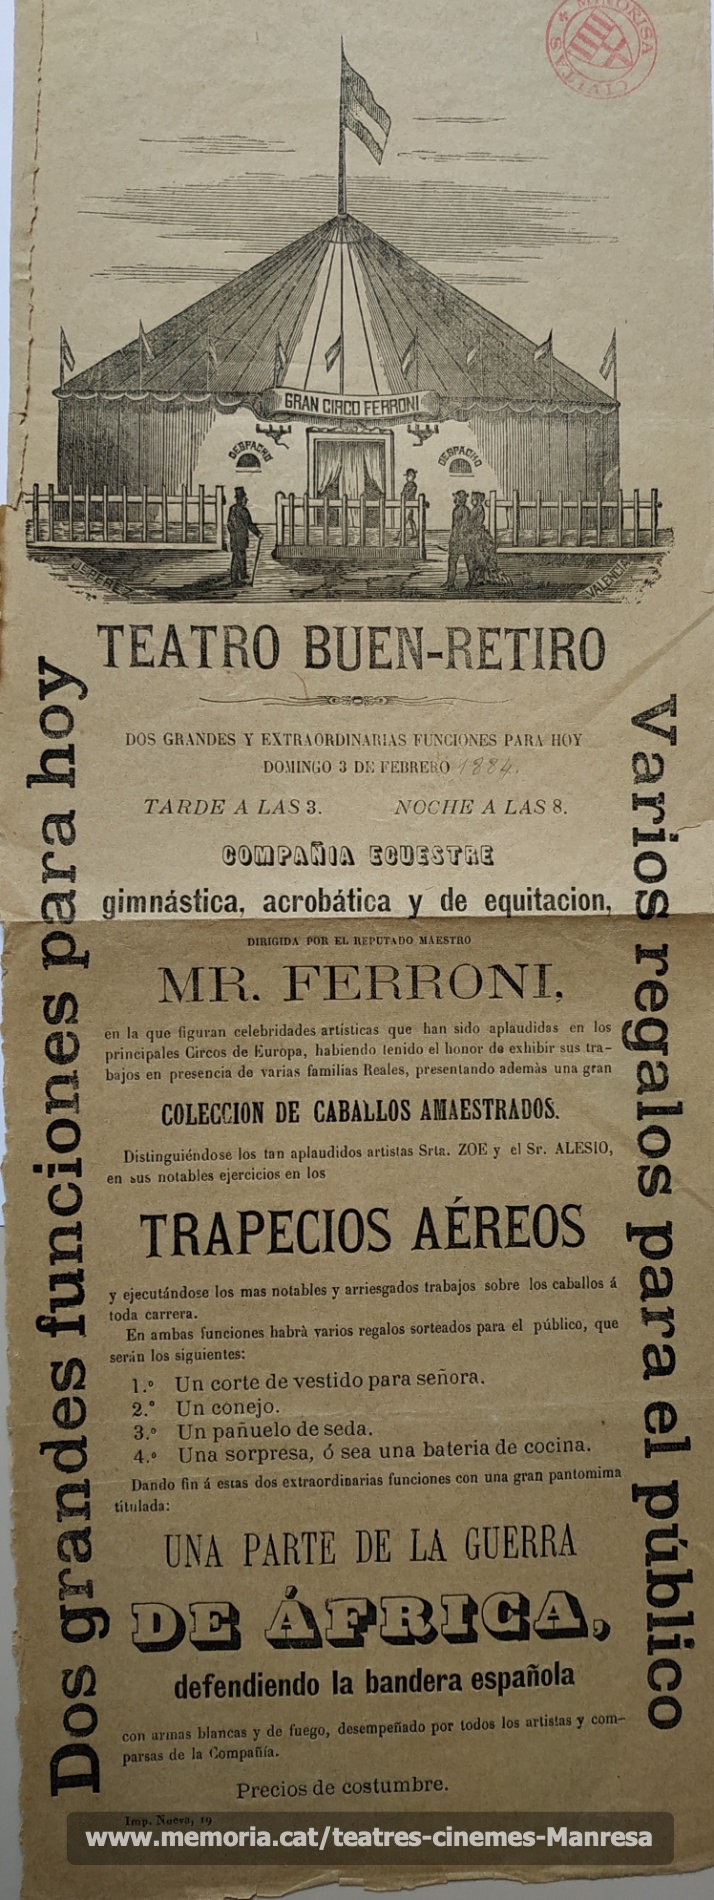 CIVITAS * MINORISA
GRAN CIRCO FERRONI
DESPACHO
DESPACHO
JEPEREZ
VALENCIA
TEATRO BUEN-RETIRO
DOS GRANDES Y EXTRAORDINARIAS FUNCIONES PARA HOY
DOMINGO 3 DE FEBRERO 1884.
TARDE A LAS 3. NOCHE A LAS 8.
COMPAÑIA ECUESTRE
gimnástica, acrobática y de equitacion,
DIRIGIDA POR EL REPUTADO MAESTRO
MR. FERRONI,
en la que figuran celebridades artísticas que han sido aplaudidas en los
principales Circos de Europa, habiendo tenido el honor de exhibir sus tra-
bajos en presencia de varias familias Reales, presentando ademàs una gran
COLECCION DE CABALLOS AMAESTRADOS.
Distinguiéndose los tan aplaudidos artistas Srta. ZOE y el Sr. ALESIO,
en sus notables ejercicios en los
TRAPECIOS AÉREOS
y ejecutándose los mas notables y arriesgados trabajos sobre los caballos á
toda carrera.
En ambas funciones habrà varios regalos sorteados para el público, que
serán los siguientes:
1.º Un corte de vestido para señora.
2.º Un conejo.
3.º Un pañuelo de seda.
4.º Una sorpresa, ó sea una bateria de cocina.
Dando fin á estas dos extraordinarias funciones con una gran pantomima
titulada:
UNA PARTE DE LA GUERRA
DE ÁFRICA,
defendiendo la bandera española
con armas blancas y de fuego, desempeñado por todos los artistas y com-
parsas de la Compañía.
Precios de costumbre.
Imp. Nueva, 19
Dos grandes funciones para hoy
Varios regalos para el público
www.memoria.cat/teatres-cinemes-Manresa